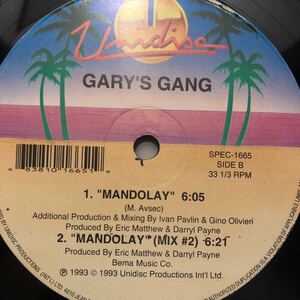 Unidisc
GARY'S GANG
SPEC-1665
SIDE B
33 1/3 RPM
1. "MANDOLAY" 6:05
(M. Avsec)
Additional Production & Mixing By Ivan Pavlin & Gino Olivieri
Produced By Eric Matthew & Darryl Payne
2. "MANDOLAY" (MIX #2) 6:21
Produced By Eric Matthew & Darryl Payne
Bema Music Co.
℗ 1993 © 1993 Unidisc Productions Int'l Ltd.